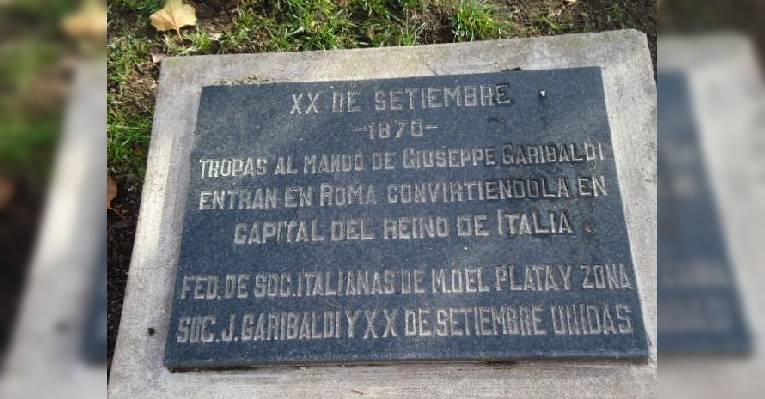 XX DE SETIEMBRE
-1870-
TROPAS AL MANDO DE GIUSEPPE GARIBALDI
ENTRAN EN ROMA CONVIRTIENDOLA EN
CAPITAL DEL REINO DE ITALIA.
FED. DE SOC. ITALIANAS DE M. DEL PLATA Y ZONA
SOC. J. GARIBALDI Y XX DE SETIEMBRE UNIDAS